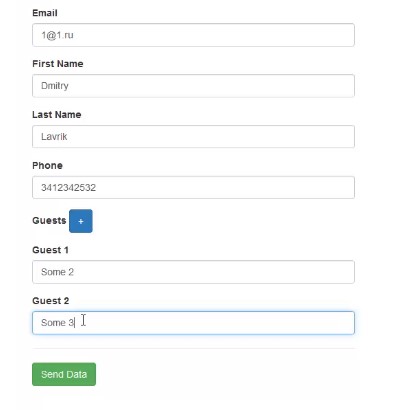 Email
1@1.ru
First Name
Dmitry
Last Name
Lavrik
Phone
3412342532
Guests +
Guest 1
Some 2
Guest 2
Some 3
Send Data